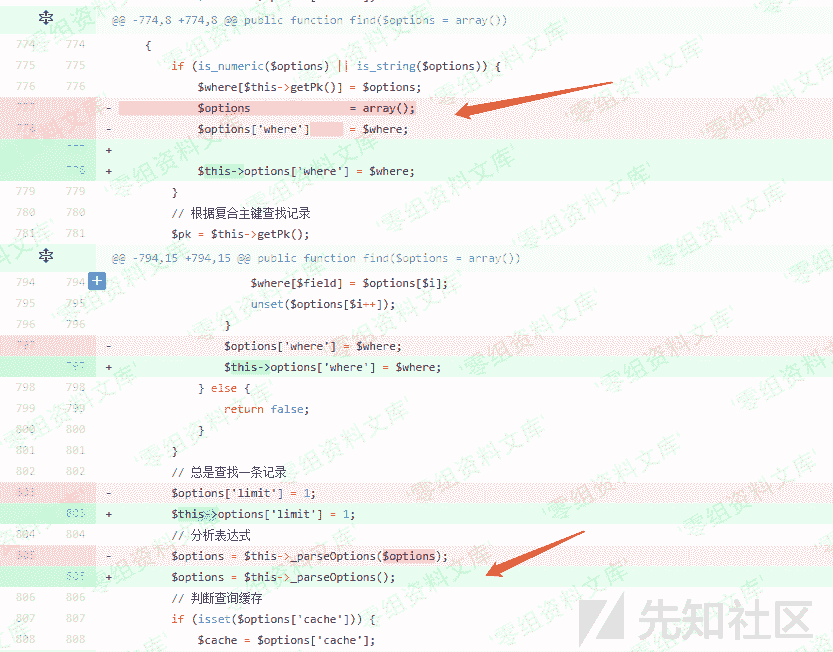 @@ -774,8 +774,8 @@ public function find($options = array())
774 774 {
775 775 if (is_numeric($options) || is_string($options)) {
776 776 $where[$this->getPk()] = $options;
777 - $options = array();
778 - $options['where'] = $where;
777 +
778 + $this->options['where'] = $where;
779 779 }
780 780 // 根据复合主键查找记录
781 781 $pk = $this->getPk();
@@ -794,15 +794,15 @@ public function find($options = array())
794 794 $where[$field] = $options[$i];
795 795 unset($options[$i++]);
796 796 }
797 - $options['where'] = $where;
797 + $this->options['where'] = $where;
798 798 } else {
799 799 return false;
800 800 }
801 801 }
802 802 // 总是查找一条记录
803 - $options['limit'] = 1;
803 + $this->options['limit'] = 1;
804 804 // 分析表达式
805 - $options = $this->_parseOptions($options);
805 + $options = $this->_parseOptions();
806 806 // 判断查询缓存
807 807 if (isset($options['cache'])) {
808 808 $cache = $options['cache'];
零组资料文库
先知社区